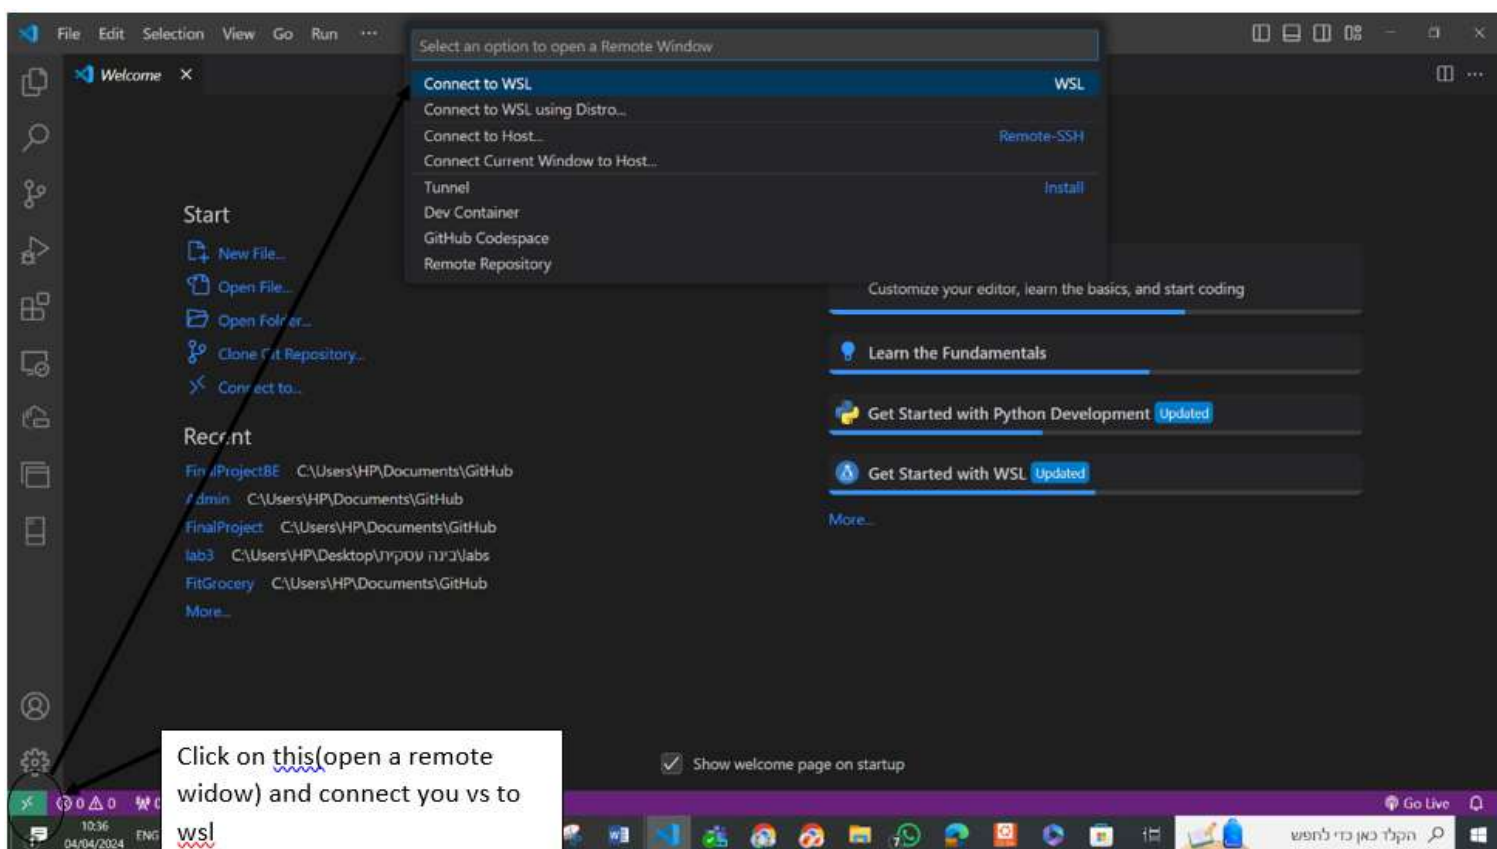 File Edit Selection View Go Run ···
Select an option to open a Remote Window
Welcome
Connect to WSL WSL
Connect to WSL using Distro...
Connect to Host... Remote-SSH
Connect Current Window to Host...
Tunnel Install
Dev Container
GitHub Codespace
Remote Repository
Start
New File...
Open File...
Open Folder...
Clone Git Repository...
Connect to...
Recent
FinalProjectBE C:\Users\HP\Documents\GitHub
Admin C:\Users\HP\Documents\GitHub
FinalProject C:\Users\HP\Documents\GitHub
lab3 C:\Users\HP\Desktop\בינה עסקית\labs
FitGrocery C:\Users\HP\Documents\GitHub
More...
Customize your editor, learn the basics, and start coding
Learn the Fundamentals
Get Started with Python Development Updated
Get Started with WSL Updated
More...
Click on this(open a remote
widow) and connect you vs to
wsl
Show welcome page on startup
0 0
Go Live
10:36
04/04/2024
ENG
הקלד כאן כדי לחפש